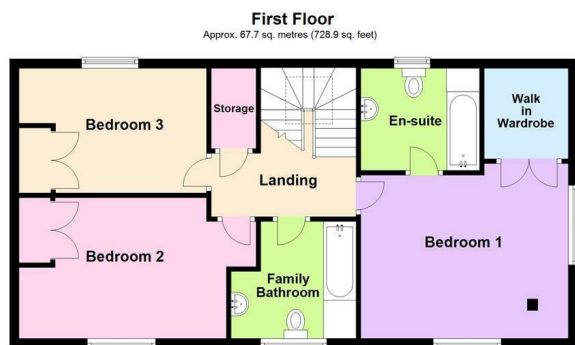 First Floor
Approx. 67.7 sq. metres (728.9 sq. feet)
Bedroom 3
Storage
Landing
En-suite
Walk
in
Wardrobe
Bedroom 2
Family
Bathroom
Bedroom 1